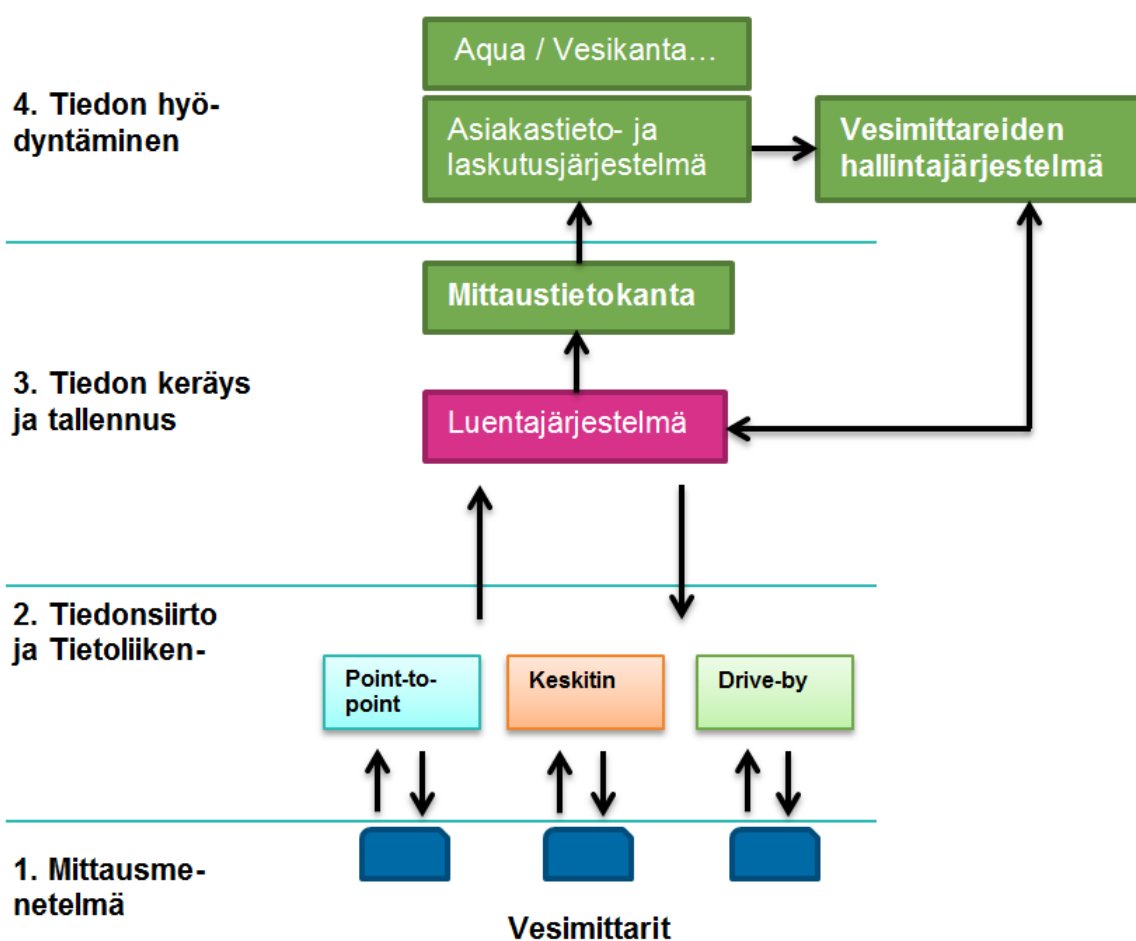 Aqua / Vesikanta...
4. Tiedon hyö-
dyntäminen
Asiakastieto- ja
laskutusjärjestelmä
Vesimittareiden
hallintajärjestelmä
Mittaustietokanta
3. Tiedon keräys
ja tallennus
Luentajärjestelmä
2. Tiedonsiirto
ja Tietoliiken-
Point-to-
point
Keskitin
Drive-by
1. Mittausme-
netelmä
Vesimittarit